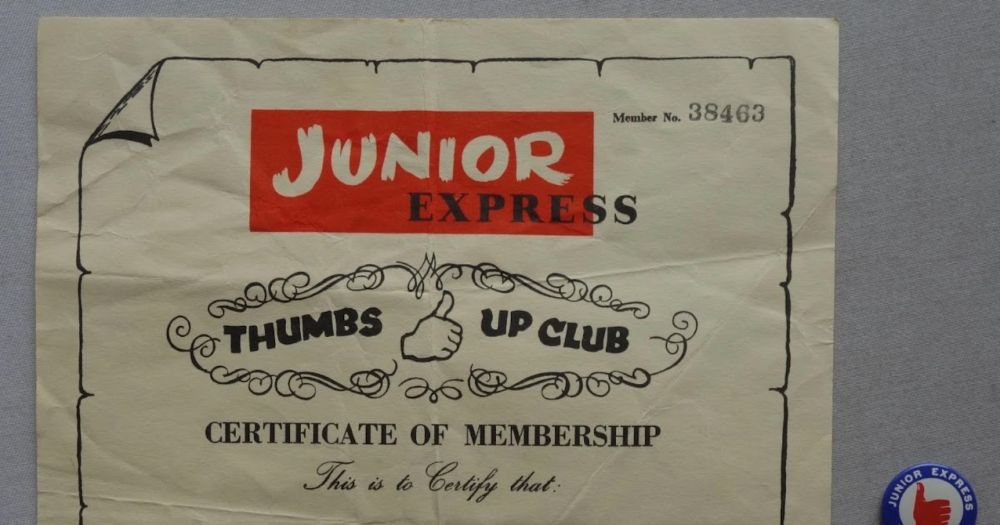 Member No. 38463
JUNIOR
EXPRESS
THUMBS UP CLUB
CERTIFICATE OF MEMBERSHIP
This is to Certify that:
JUNIOR EXPRESS